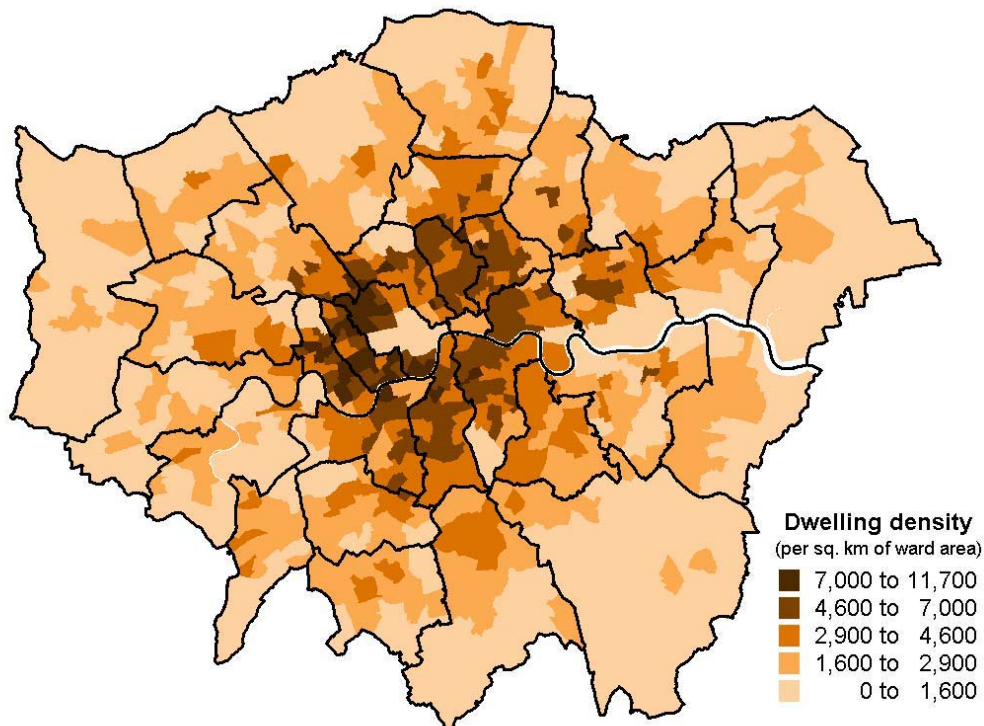 Dwelling density
(per sq. km of ward area)
7,000 to 11,700
4,600 to 7,000
2,900 to 4,600
1,600 to 2,900
0 to 1,600